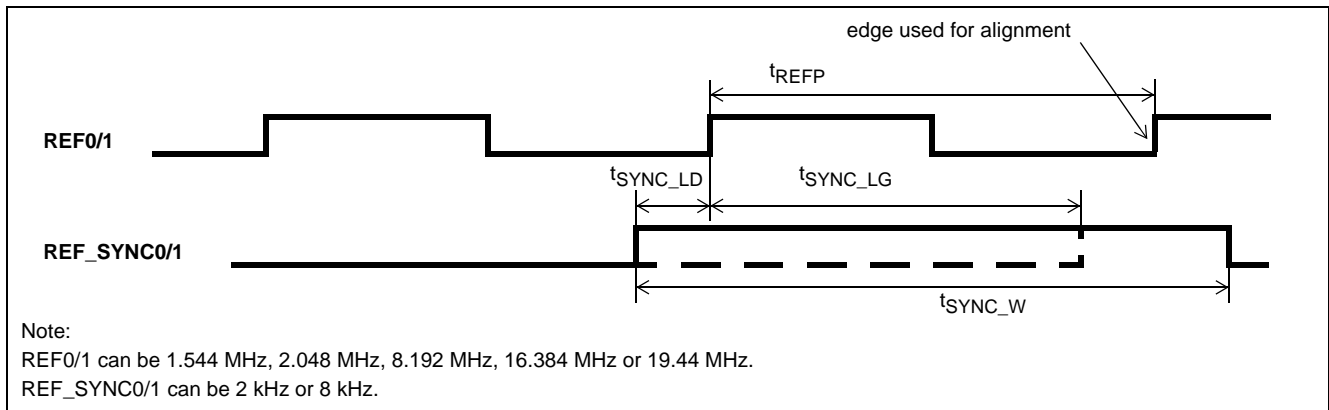 edge used for alignment
tREFP
REF0/1
tSYNC_LD
tSYNC_LG
REF_SYNC0/1
tSYNC_W
Note:
REF0/1 can be 1.544 MHz, 2.048 MHz, 8.192 MHz, 16.384 MHz or 19.44 MHz.
REF_SYNC0/1 can be 2 kHz or 8 kHz.